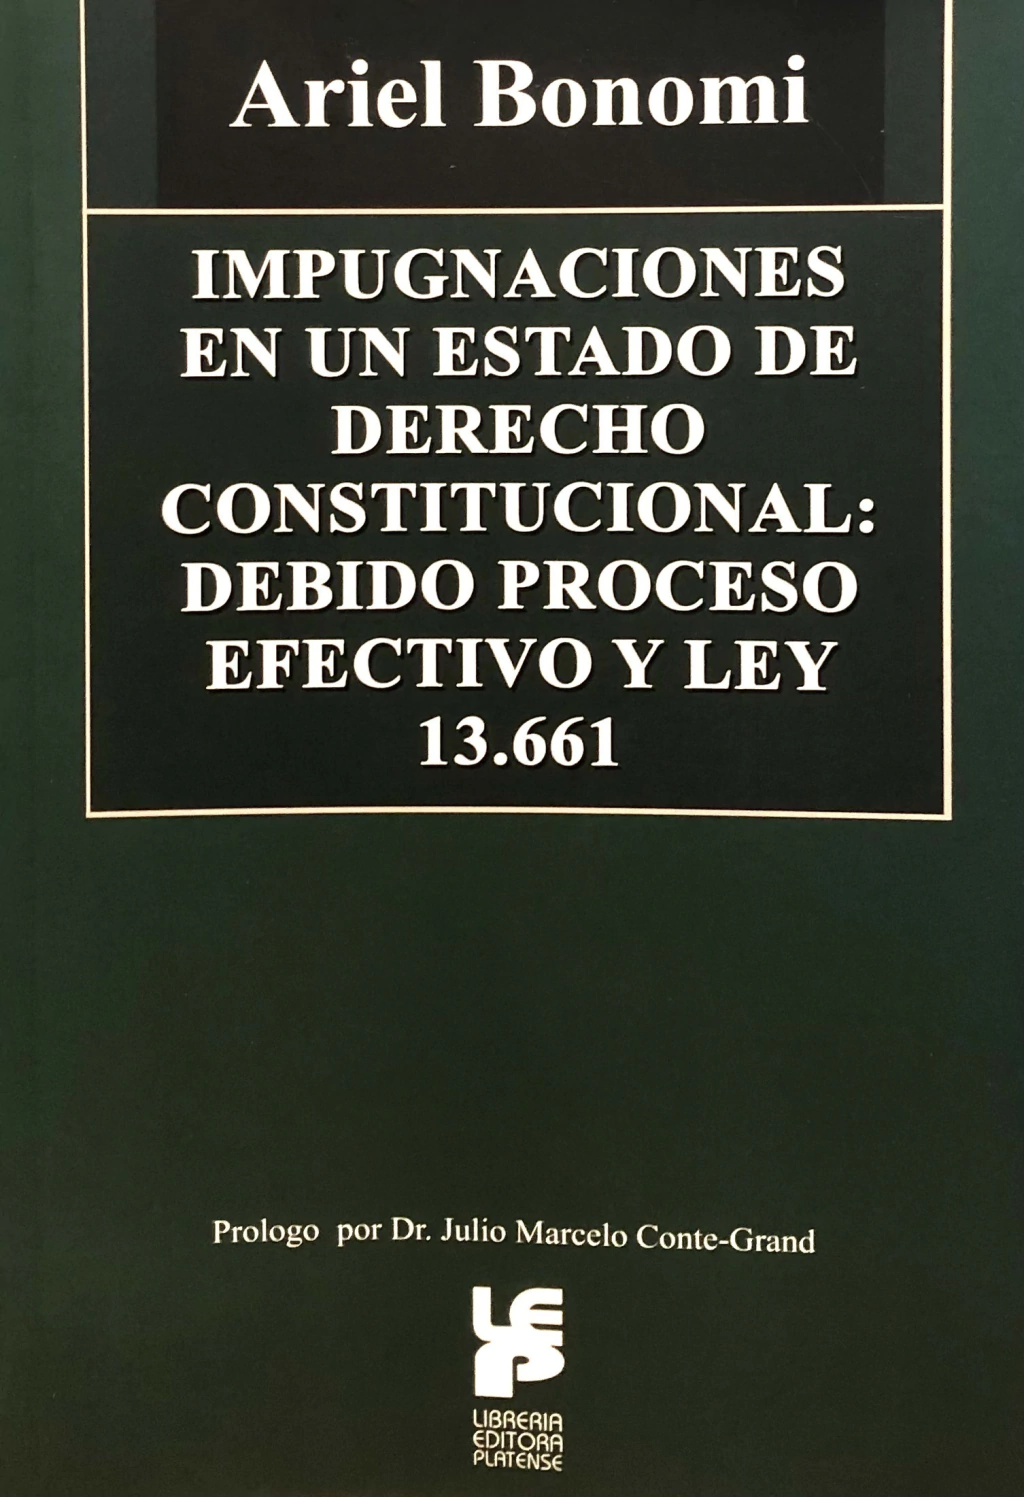 Ariel Bonomi
IMPUGNACIONES
EN UN ESTADO DE
DERECHO
CONSTITUCIONAL:
DEBIDO PROCESO
EFECTIVO Y LEY
13.661
Prologo por Dr. Julio Marcelo Conte-Grand
LEP
LIBRERIA
EDITORA
PLATENSE